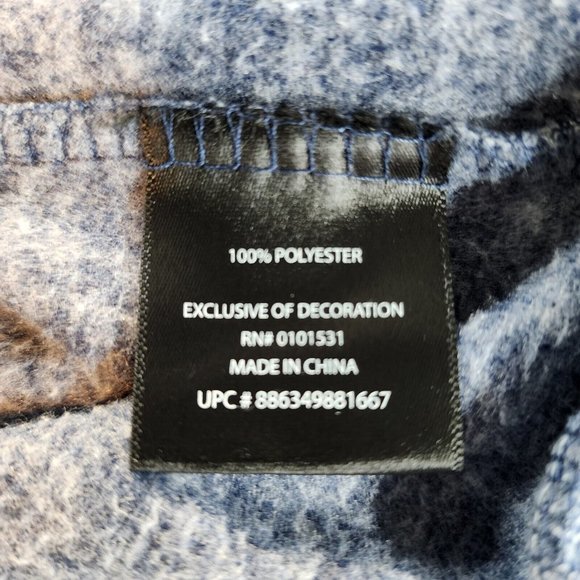 100% POLYESTER
EXCLUSIVE OF DECORATION
RN# 0101531
MADE IN CHINA
UPC # 886349881667